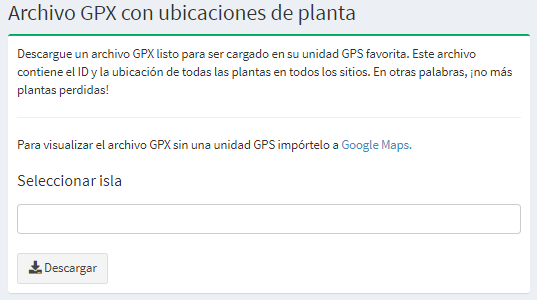 Archivo GPX con ubicaciones de planta
Descargue un archivo GPX listo para ser cargado en su unidad GPS favorita. Este archivo
contiene el ID y la ubicación de todas las plantas en todos los sitios. En otras palabras, ¡no más
plantas perdidas!
Para visualizar el archivo GPX sin una unidad GPS impórtelo a Google Maps.
Seleccionar isla
Descargar